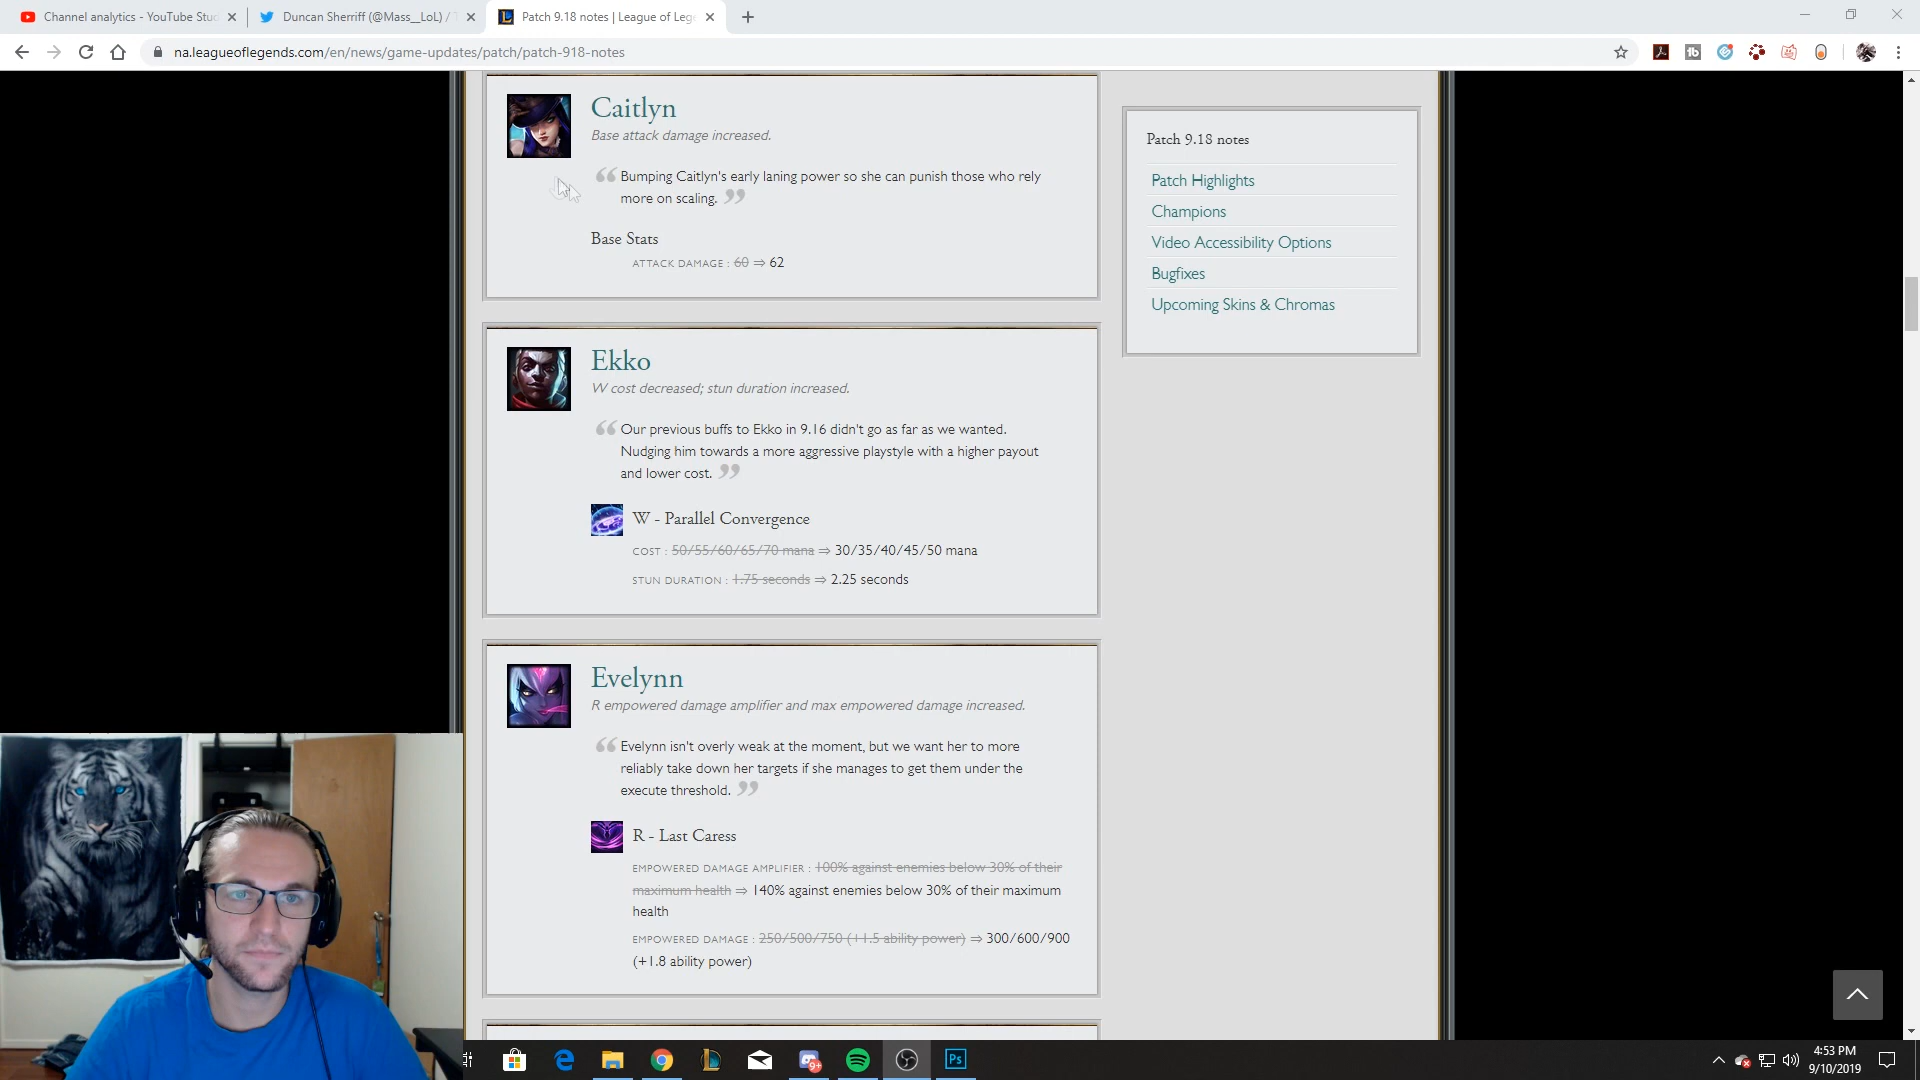 Channel analytics - YouTube Stu
Duncan Sherriff (@Mass__LoL) / T
Patch 9.18 notes | League of Lege
na.leagueoflegends.com/en/news/game-updates/patch/patch-918-notes
Caitlyn
Base attack damage increased.
“ Bumping Caitlyn's early laning power so she can punish those who rely
more on scaling. ”
Base Stats
ATTACK DAMAGE : 60 ⇒ 62
Ekko
W cost decreased; stun duration increased.
“ Our previous buffs to Ekko in 9.16 didn't go as far as we wanted.
Nudging him towards a more aggressive playstyle with a higher payout
and lower cost. ”
W - Parallel Convergence
COST : 50/55/60/65/70 mana ⇒ 30/35/40/45/50 mana
STUN DURATION : 1.75 seconds ⇒ 2.25 seconds
Evelynn
R empowered damage amplifier and max empowered damage increased.
“ Evelynn isn't overly weak at the moment, but we want her to more
reliably take down her targets if she manages to get them under the
execute threshold. ”
R - Last Caress
EMPOWERED DAMAGE AMPLIFIER : 100% against enemies below 30% of their
maximum health ⇒ 140% against enemies below 30% of their maximum
health
EMPOWERED DAMAGE : 250/500/750 (+1.5 ability power) ⇒ 300/600/900
(+1.8 ability power)
Patch 9.18 notes
Patch Highlights
Champions
Video Accessibility Options
Bugfixes
Upcoming Skins & Chromas
9+
Ps
4:53 PM
9/10/2019